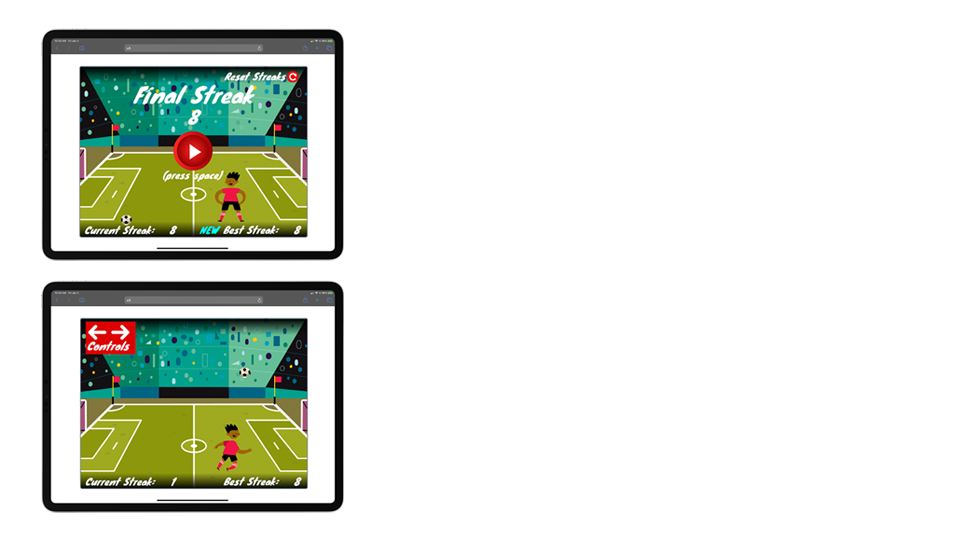 Reset Streaks
Final Streak
8
(press space)
Current Streak: 8
NEW Best Streak: 8
Controls
Current Streak: 1
Best Streak: 8